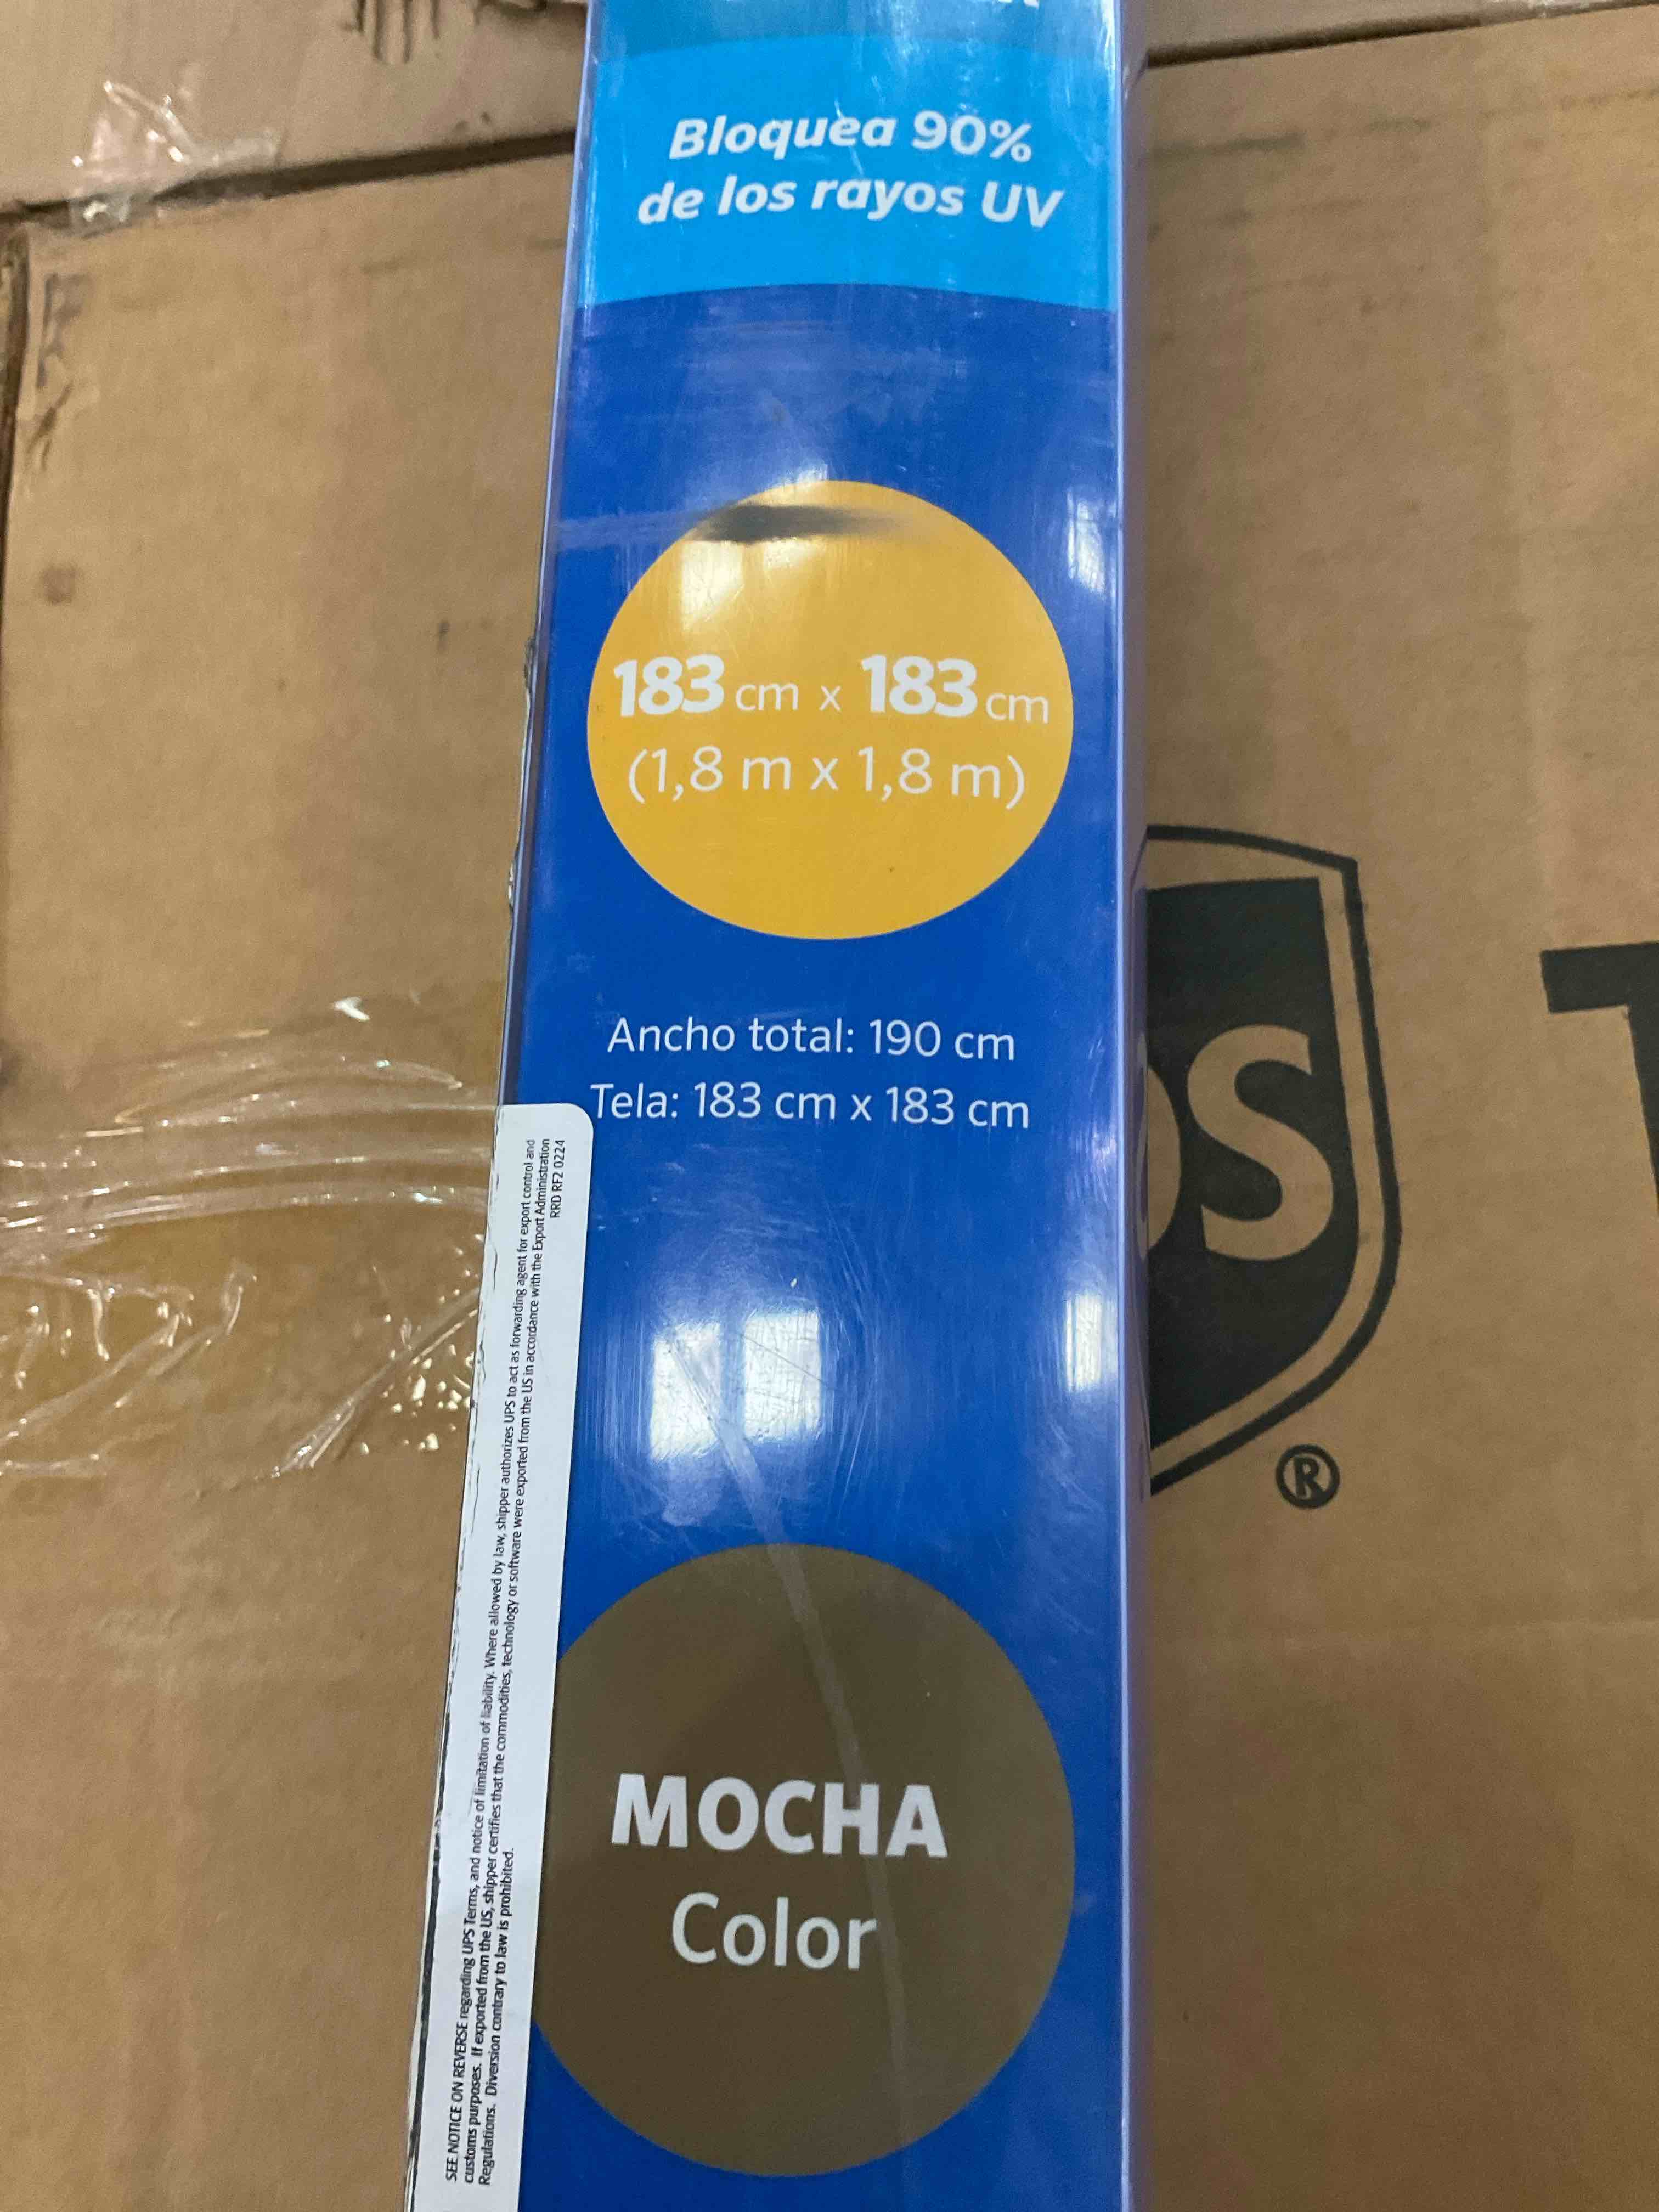 Bloquea 90%
de los rayos UV
183 cm x 183 cm
(1,8 m x 1,8 m)
Ancho total: 190 cm
Tela: 183 cm x 183 cm
MOCHA
Color
SEE NOTICE ON REVERSE regarding UPS Terms, and notice of limitation of liability. Where allowed by law, shipper authorizes UPS to act as forwarding agent for export control and
customs purposes. If exported from the US, shipper certifies that the commodities, technology or software were exported from the US in accordance with the Export Administration
Regulations. Diversion contrary to law is prohibited.
RRD RF2 0224
®